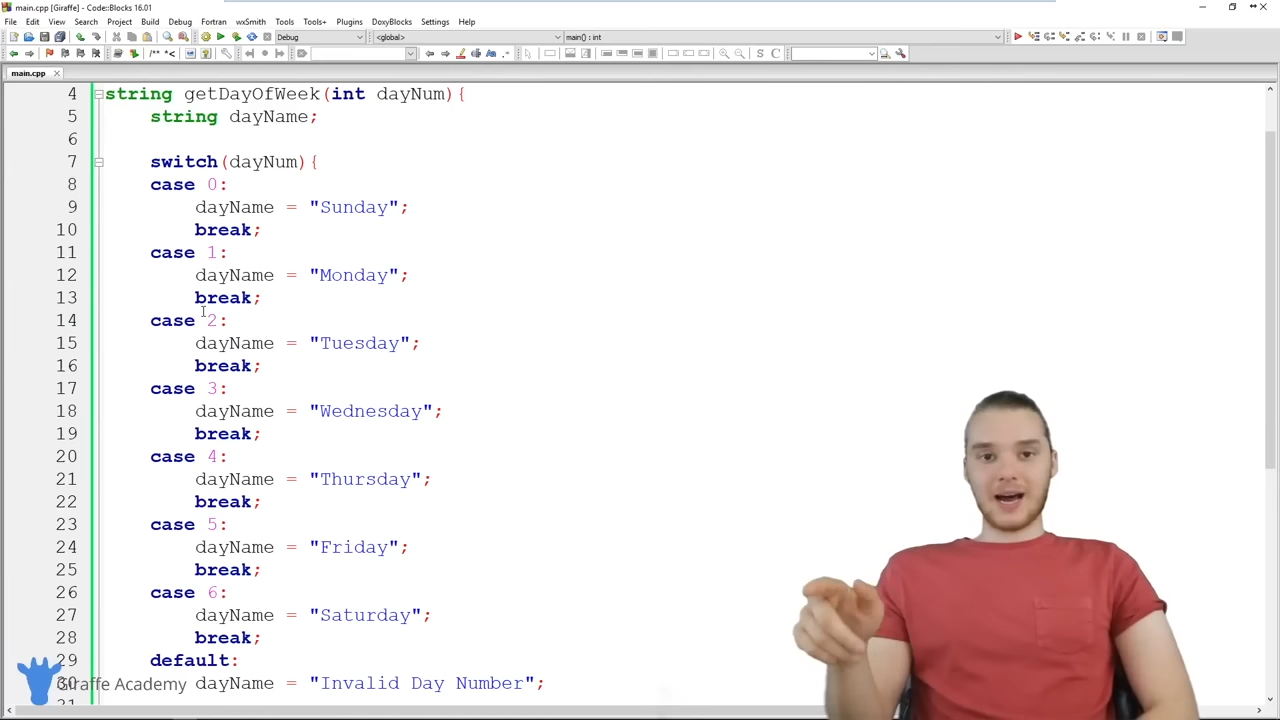 main.cpp [Giraffe] - Code::Blocks 16.01
File Edit View Search Project Build Debug Fortran wxSmith Tools Tools+ Plugins DoxyBlocks Settings Help
Debug <global> main() : int
main.cpp
4 string getDayOfWeek(int dayNum){
5 string dayName;
6
7 switch(dayNum){
8 case 0:
9 dayName = "Sunday";
10 break;
11 case 1:
12 dayName = "Monday";
13 break;
14 case 2:
15 dayName = "Tuesday";
16 break;
17 case 3:
18 dayName = "Wednesday";
19 break;
20 case 4:
21 dayName = "Thursday";
22 break;
23 case 5:
24 dayName = "Friday";
25 break;
26 case 6:
27 dayName = "Saturday";
28 break;
29 default:
30 dayName = "Invalid Day Number";
Giraffe Academy